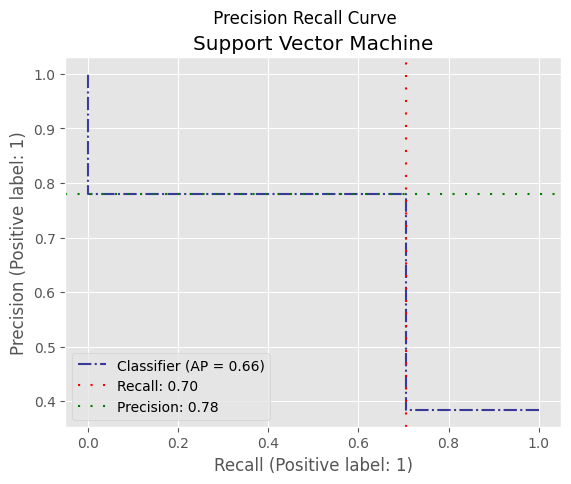 Precision Recall Curve
Support Vector Machine
1.0
0.9
0.8
0.7
0.6
0.5
0.4
Precision (Positive label: 1)
Classifier (AP = 0.66)
Recall: 0.70
Precision: 0.78
0.0 0.2 0.4 0.6 0.8 1.0
Recall (Positive label: 1)